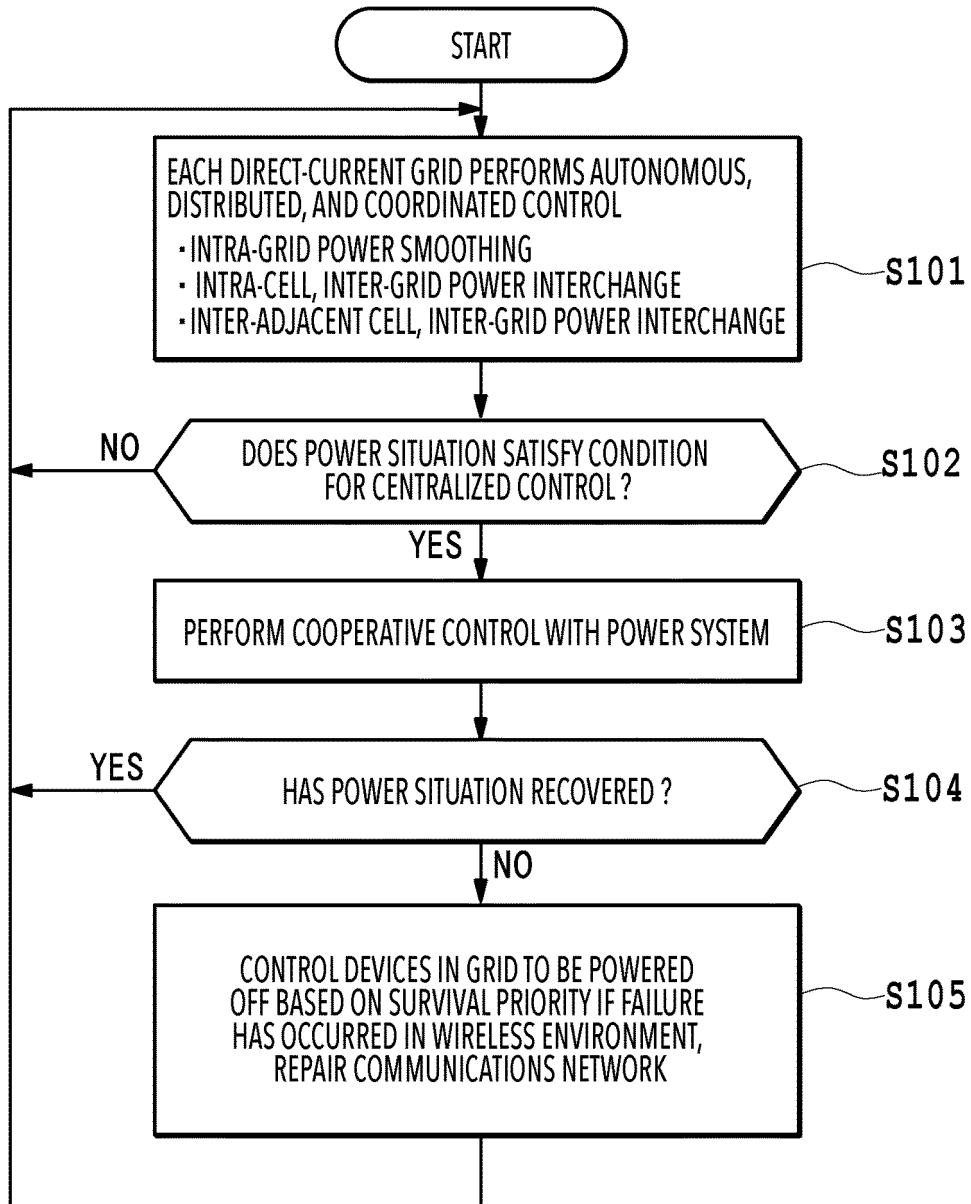 START
EACH DIRECT-CURRENT GRID PERFORMS AUTONOMOUS,
DISTRIBUTED, AND COORDINATED CONTROL
・INTRA-GRID POWER SMOOTHING
・INTRA-CELL, INTER-GRID POWER INTERCHANGE
・INTER-ADJACENT CELL, INTER-GRID POWER INTERCHANGE
S101
NO
DOES POWER SITUATION SATISFY CONDITION
FOR CENTRALIZED CONTROL ?
S102
YES
PERFORM COOPERATIVE CONTROL WITH POWER SYSTEM
S103
YES
HAS POWER SITUATION RECOVERED ?
S104
NO
CONTROL DEVICES IN GRID TO BE POWERED
OFF BASED ON SURVIVAL PRIORITY IF FAILURE
HAS OCCURRED IN WIRELESS ENVIRONMENT,
REPAIR COMMUNICATIONS NETWORK
S105